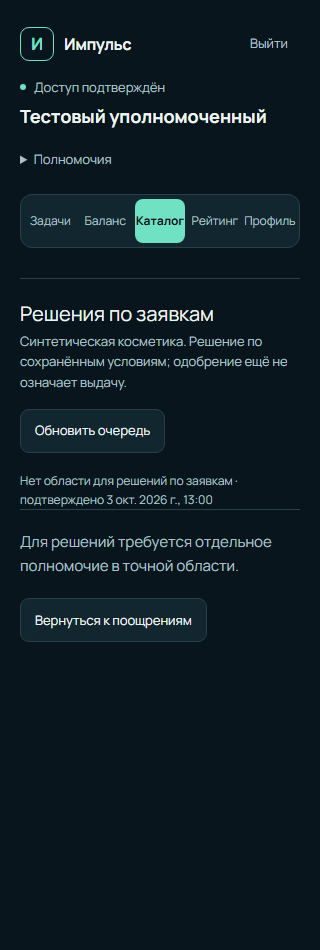 И Импульс Выйти
Доступ подтверждён
Тестовый уполномоченный
Полномочия
Задачи Баланс Каталог Рейтинг Профиль
Решения по заявкам
Синтетическая косметика. Решение по
сохранённым условиям; одобрение ещё не
означает выдачу.
Обновить очередь
Нет области для решений по заявкам ·
подтверждено 3 окт. 2026 г., 13:00
Для решений требуется отдельное
полномочие в точной области.
Вернуться к поощрениям